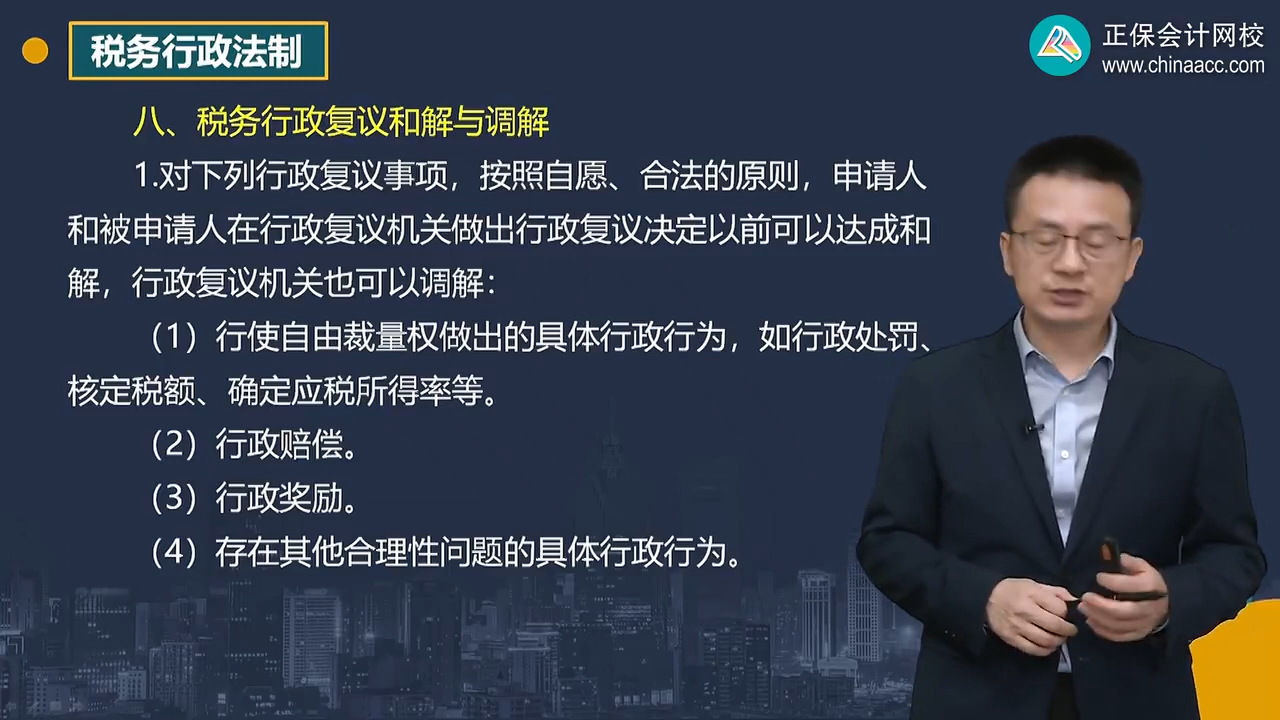 税务行政法制
正保会计网校
www.chinaacc.com
八、税务行政复议和解与调解
1.对下列行政复议事项，按照自愿、合法的原则，申请人
和被申请人在行政复议机关做出行政复议决定以前可以达成和
解，行政复议机关也可以调解：
（1）行使自由裁量权做出的具体行政行为，如行政处罚、
核定税额、确定应税所得率等。
（2）行政赔偿。
（3）行政奖励。
（4）存在其他合理性问题的具体行政行为。